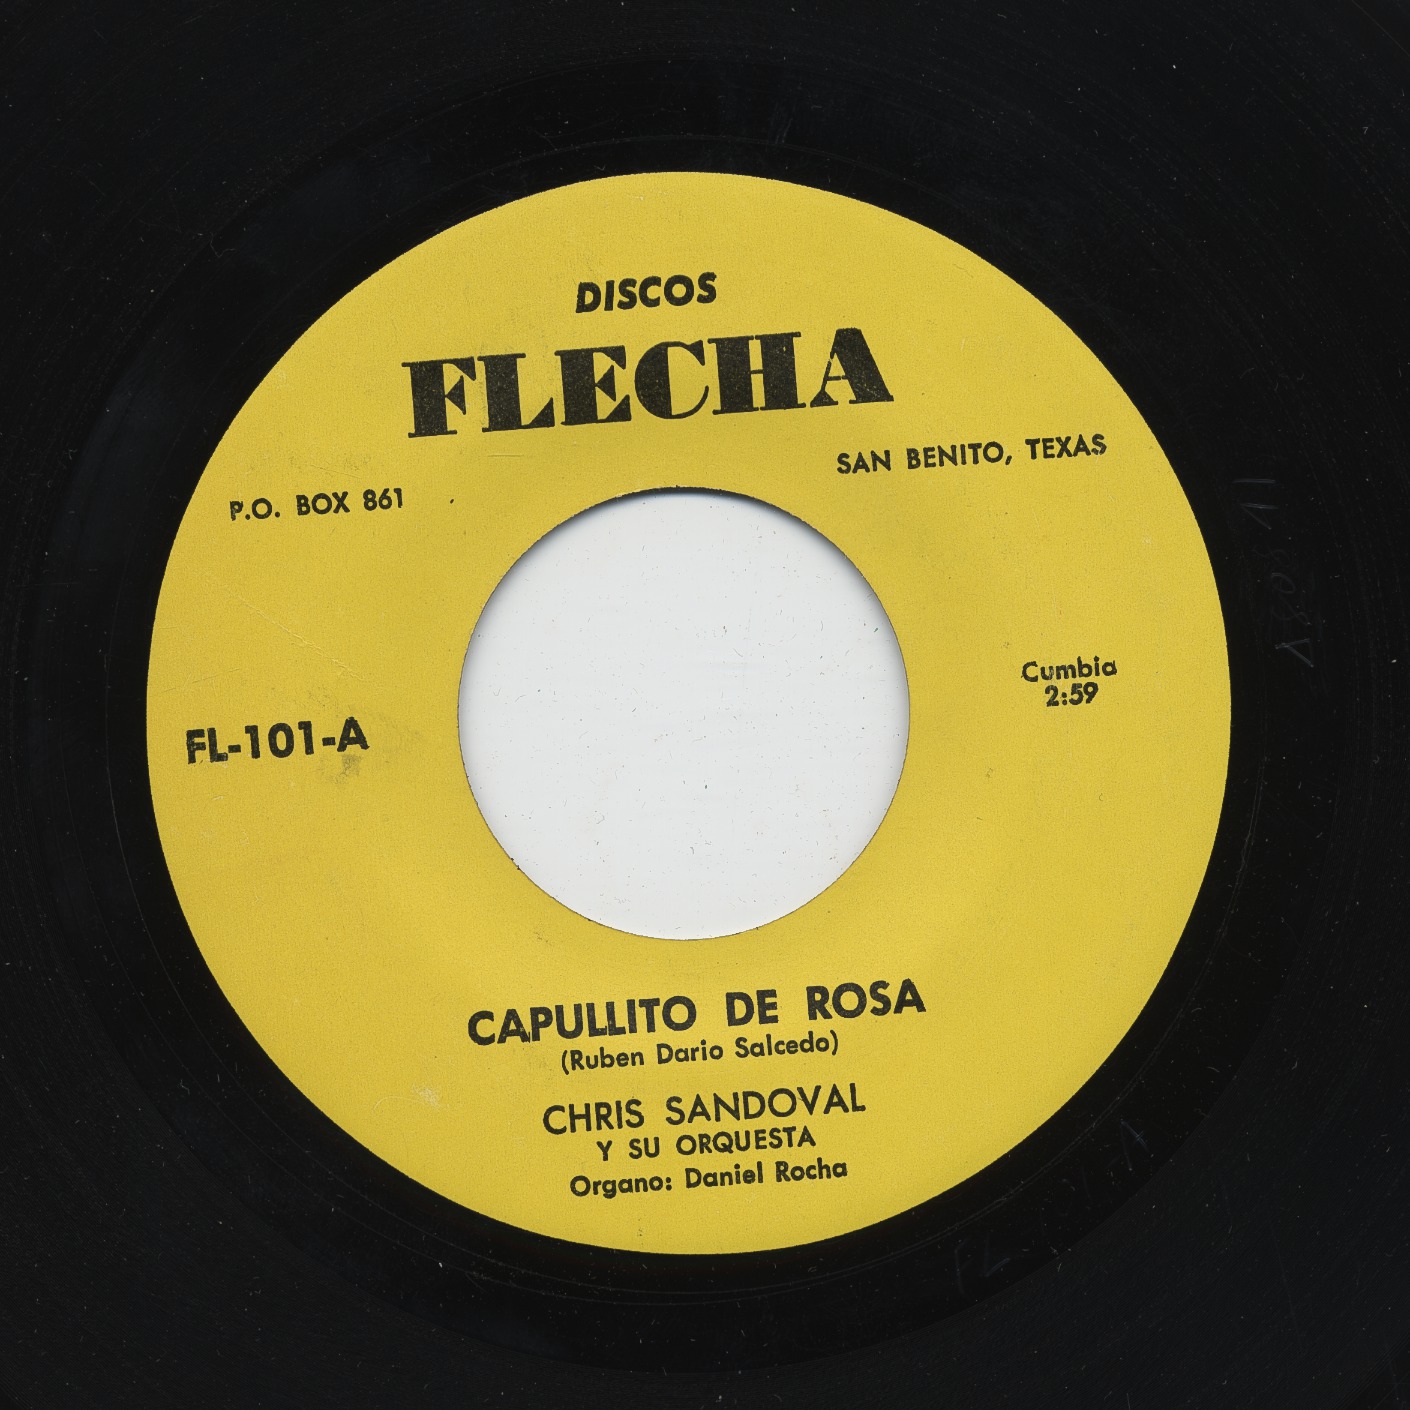 DISCOS
FLECHA
P.O. BOX 861
SAN BENITO, TEXAS
FL-101-A
Cumbia
2:59
CAPULLITO DE ROSA
(Ruben Dario Salcedo)
CHRIS SANDOVAL
Y SU ORQUESTA
Organo: Daniel Rocha